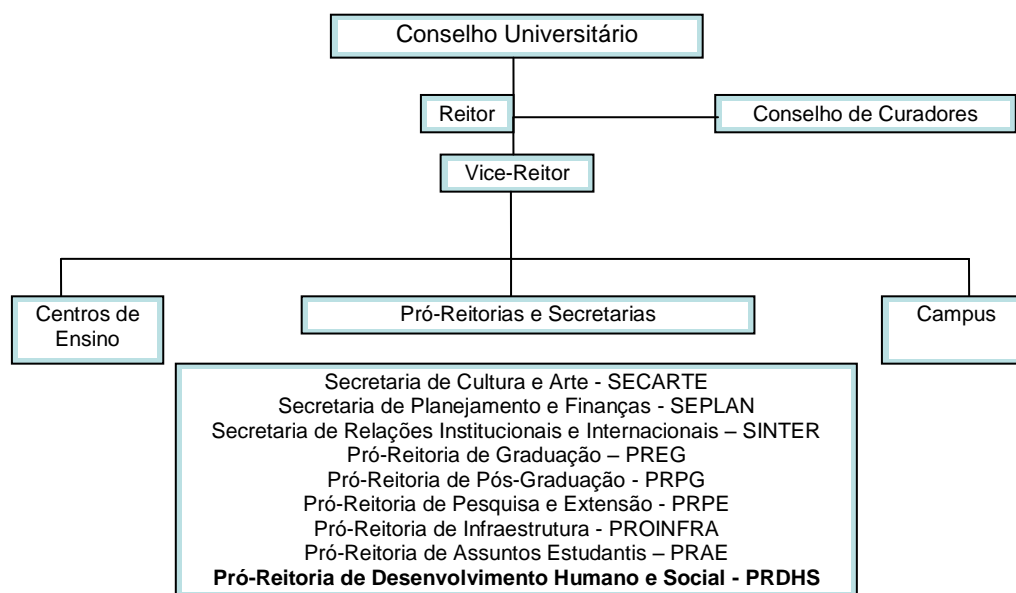 Conselho Universitário
Reitor
Conselho de Curadores
Vice-Reitor
Centros de
Ensino
Pró-Reitorias e Secretarias
Campus
Secretaria de Cultura e Arte - SECARTE
Secretaria de Planejamento e Finanças - SEPLAN
Secretaria de Relações Institucionais e Internacionais – SINTER
Pró-Reitoria de Graduação – PREG
Pró-Reitoria de Pós-Graduação - PRPG
Pró-Reitoria de Pesquisa e Extensão - PRPE
Pró-Reitoria de Infraestrutura - PROINFRA
Pró-Reitoria de Assuntos Estudantis – PRAE
Pró-Reitoria de Desenvolvimento Humano e Social - PRDHS